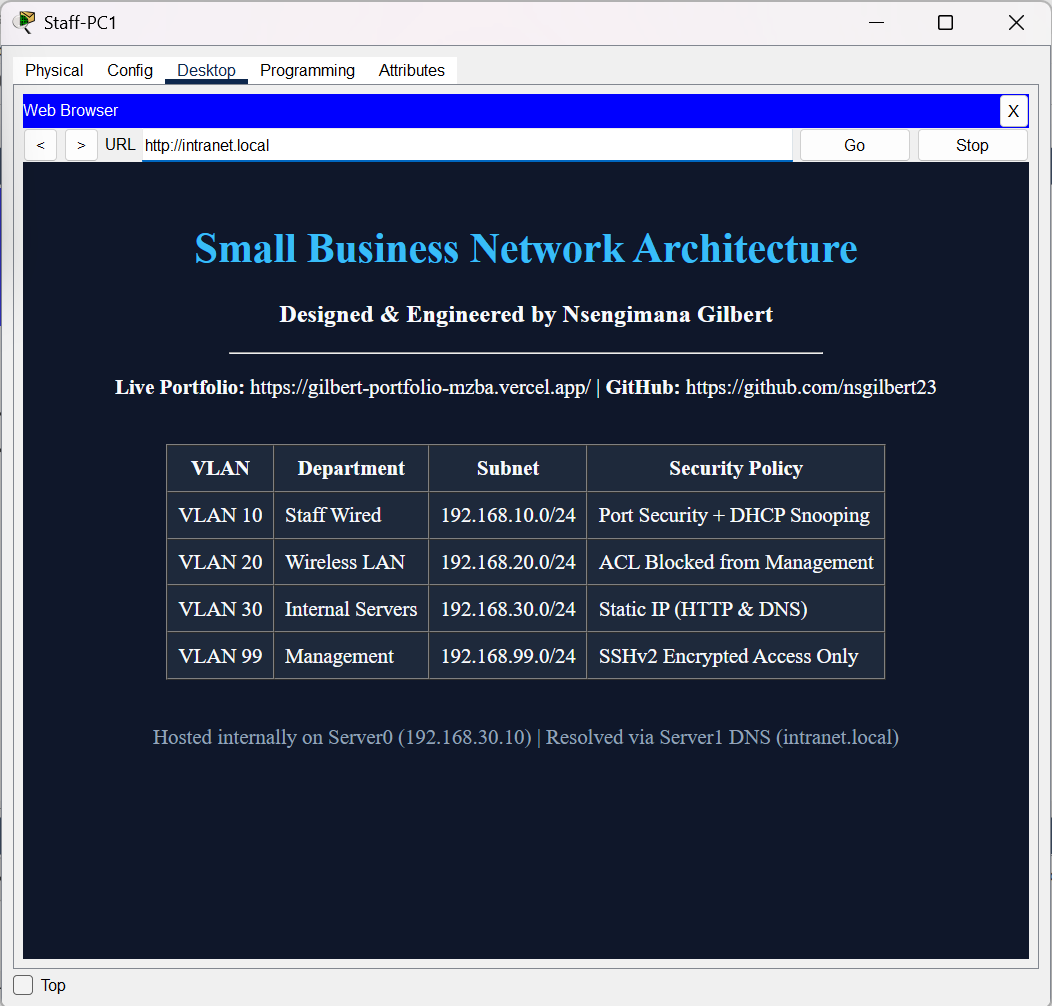 Staff-PC1
Physical Config Desktop Programming Attributes
Web Browser X
< > URL http://intranet.local Go Stop
Small Business Network Architecture
Designed & Engineered by Nsengimana Gilbert
Live Portfolio: https://gilbert-portfolio-mzba.vercel.app/ | GitHub: https://github.com/nsgilbert23
VLAN Department Subnet Security Policy
VLAN 10 Staff Wired 192.168.10.0/24 Port Security + DHCP Snooping
VLAN 20 Wireless LAN 192.168.20.0/24 ACL Blocked from Management
VLAN 30 Internal Servers 192.168.30.0/24 Static IP (HTTP & DNS)
VLAN 99 Management 192.168.99.0/24 SSHv2 Encrypted Access Only
Hosted internally on Server0 (192.168.30.10) | Resolved via Server1 DNS (intranet.local)
Top